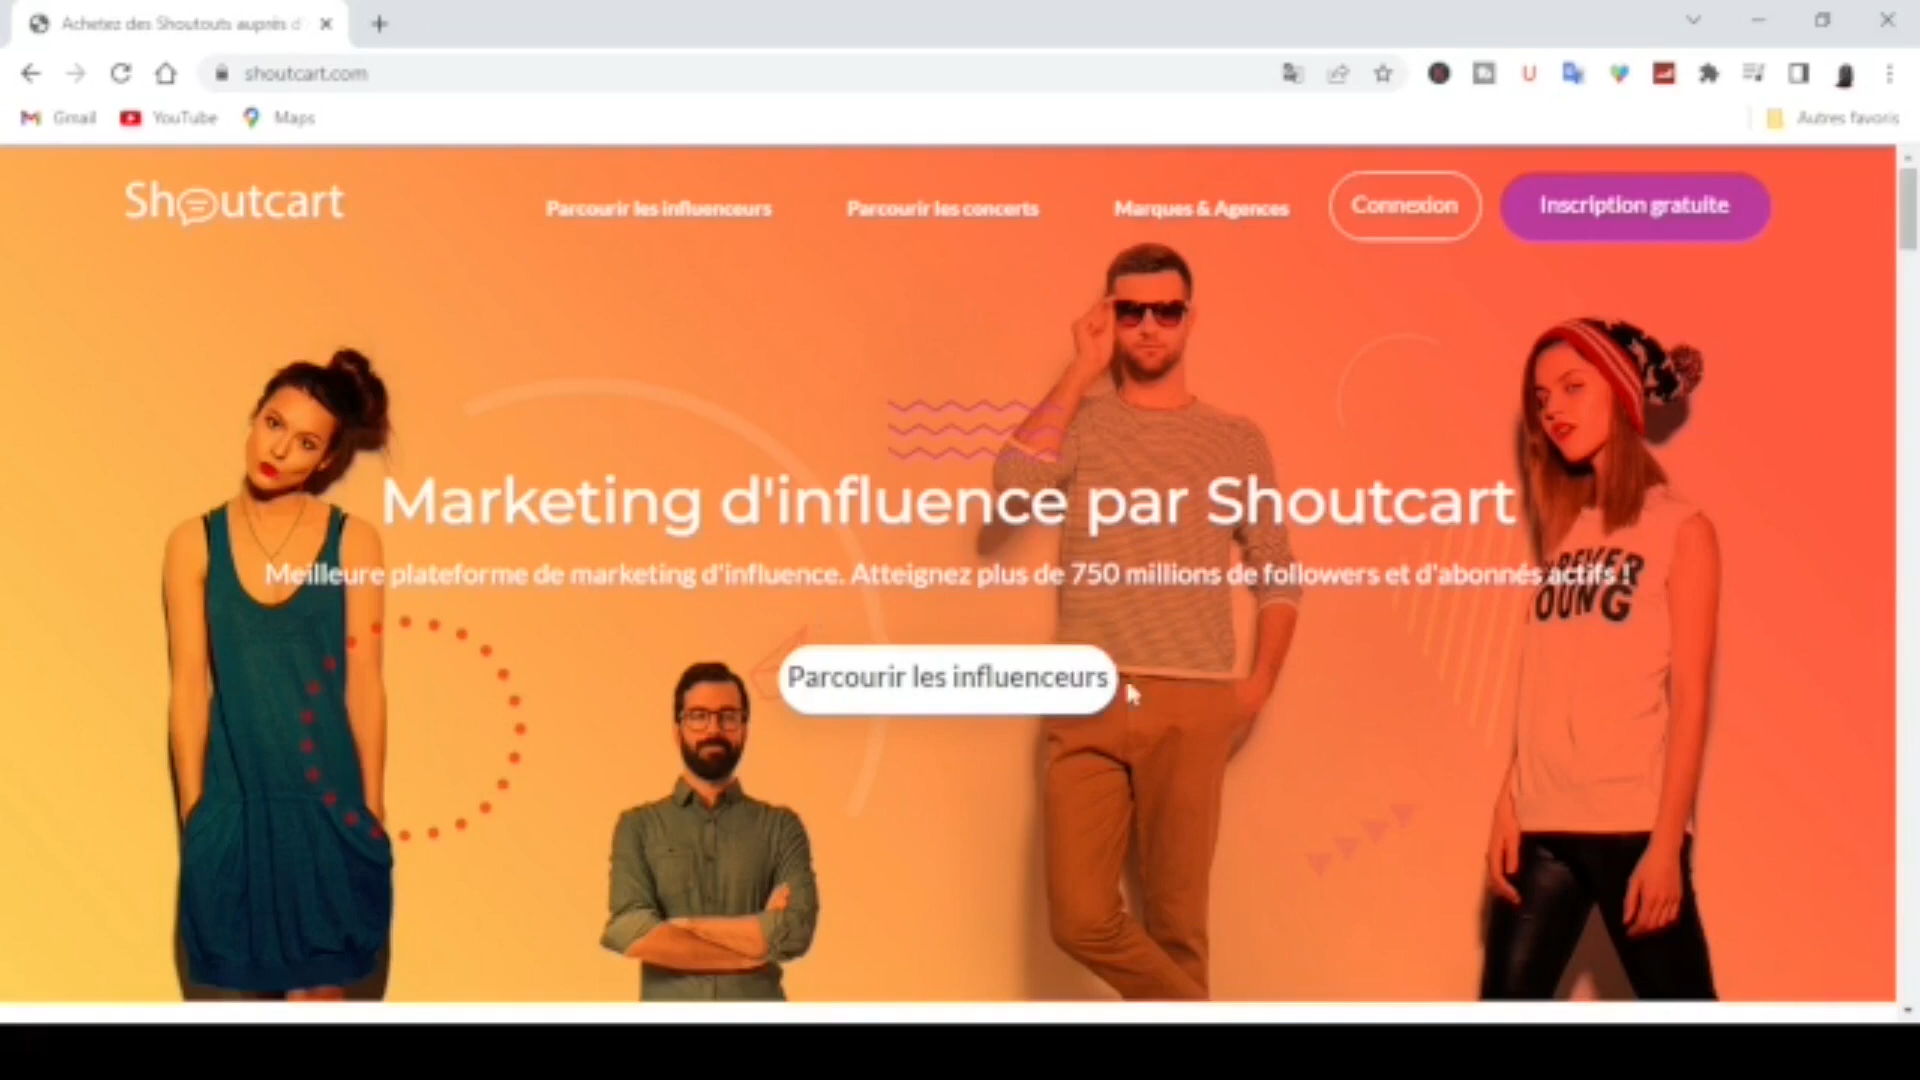 Achetez des Shoutouts auprès d
shoutcart.com
Gmail YouTube Maps Autres favoris
Shoutcart
Parcourir les influenceurs Parcourir les concerts Marques & Agences Connexion Inscription gratuite
Marketing d'influence par Shoutcart
Meilleure plateforme de marketing d'influence. Atteignez plus de 750 millions de followers et d'abonnés actifs !
OUNG
Parcourir les influenceurs